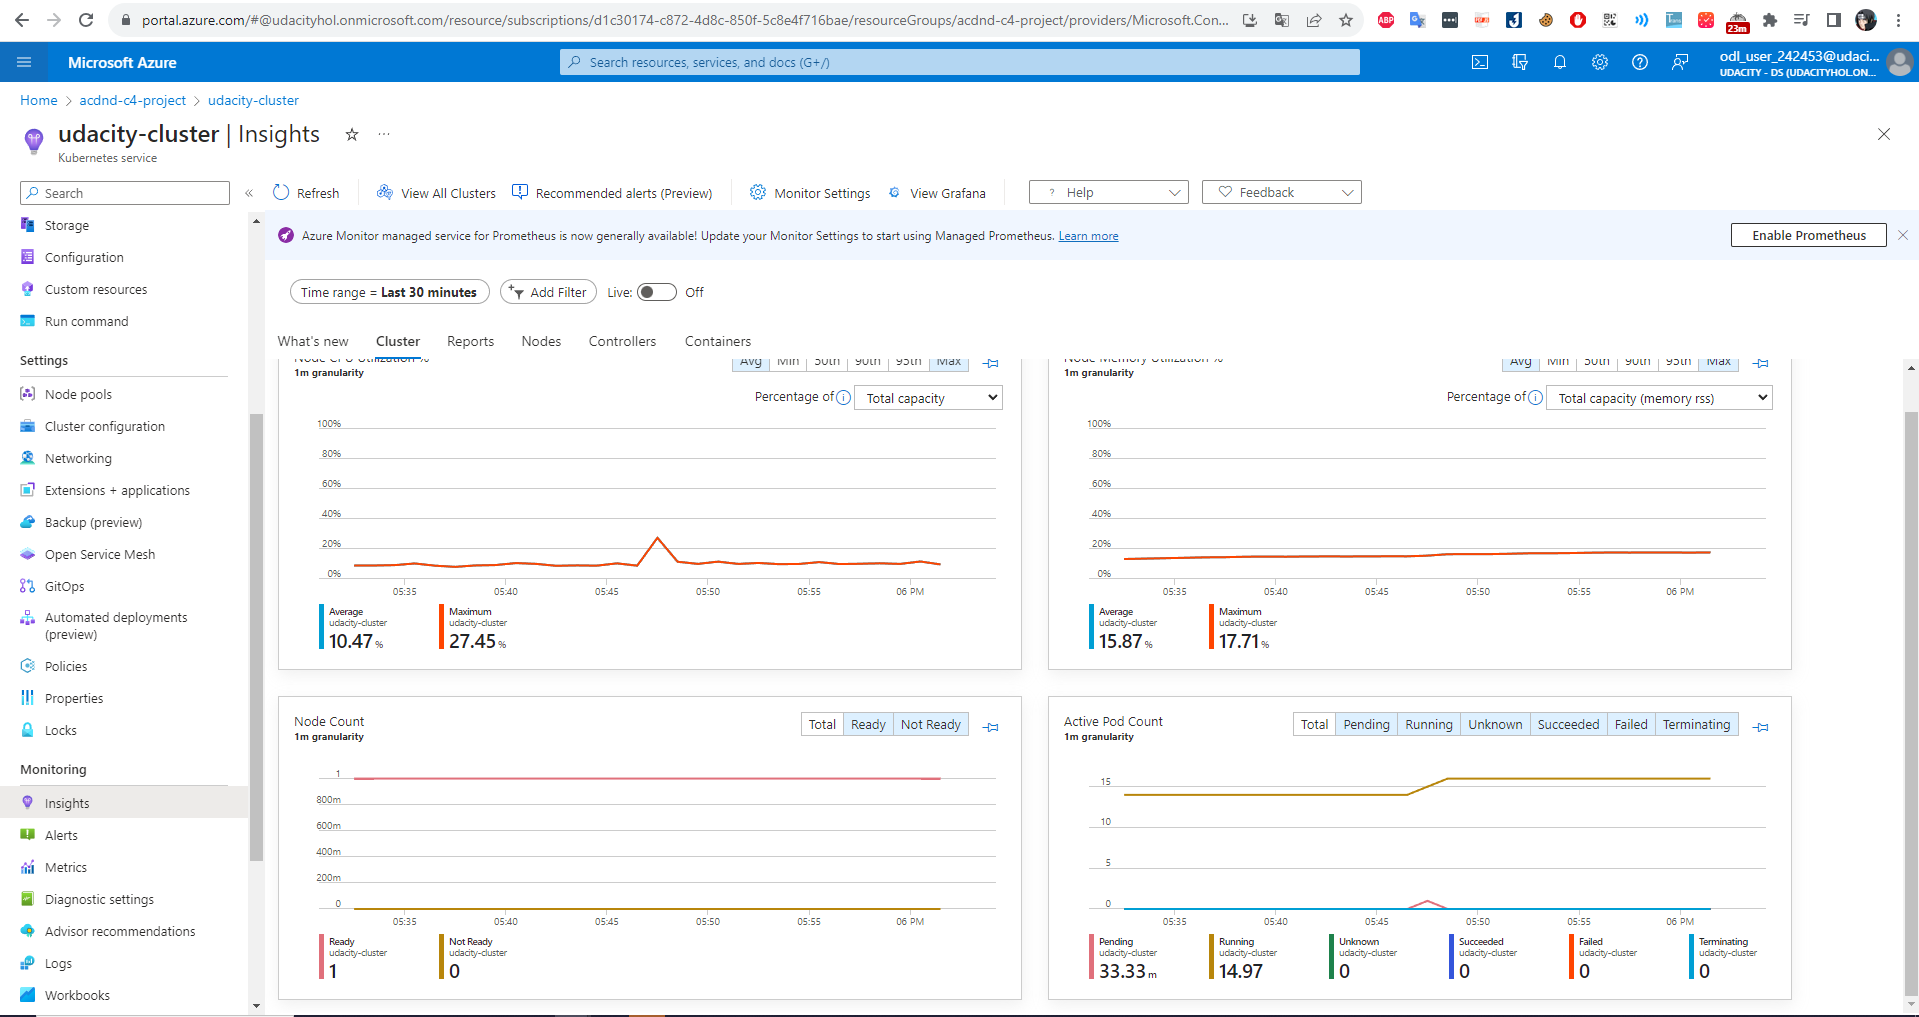 portal.azure.com/#@udacityhol.onmicrosoft.com/resource/subscriptions/d1c30174-c872-4d8c-850f-5c8e4f716bae/resourceGroups/acdnd-c4-project/providers/Microsoft.Con...
ABP
23m
Microsoft Azure
Search resources, services, and docs (G+/)
odl_user_242453@udaci...
UDACITY - DS (UDACITYHOL.ON...
Home > acdnd-c4-project > udacity-cluster
udacity-cluster | Insights
Kubernetes service
Search
Refresh
View All Clusters
Recommended alerts (Preview)
Monitor Settings
View Grafana
Help
Feedback
Azure Monitor managed service for Prometheus is now generally available! Update your Monitor Settings to start using Managed Prometheus. Learn more
Enable Prometheus
Storage
Configuration
Custom resources
Run command
Settings
Node pools
Cluster configuration
Networking
Extensions + applications
Backup (preview)
Open Service Mesh
GitOps
Automated deployments
(preview)
Policies
Properties
Locks
Monitoring
Insights
Alerts
Metrics
Diagnostic settings
Advisor recommendations
Logs
Workbooks
Time range = Last 30 minutes
Add Filter
Live: Off
What's new Cluster Reports Nodes Controllers Containers
Node CPU Utilization %
1m granularity
Avg Min 50th 90th 95th Max
Percentage of Total capacity
100%
80%
60%
40%
20%
0%
05:35 05:40 05:45 05:50 05:55 06 PM
Average
udacity-cluster
10.47 %
Maximum
udacity-cluster
27.45 %
Node Memory Utilization %
1m granularity
Avg Min 50th 90th 95th Max
Percentage of Total capacity (memory rss)
100%
80%
60%
40%
20%
0%
05:35 05:40 05:45 05:50 05:55 06 PM
Average
udacity-cluster
15.87 %
Maximum
udacity-cluster
17.71 %
Node Count
1m granularity
Total Ready Not Ready
1
800m
600m
400m
200m
0
05:35 05:40 05:45 05:50 05:55 06 PM
Ready
udacity-cluster
1
Not Ready
udacity-cluster
0
Active Pod Count
1m granularity
Total Pending Running Unknown Succeeded Failed Terminating
15
10
5
0
05:35 05:40 05:45 05:50 05:55 06 PM
Pending
udacity-cluster
33.33 m
Running
udacity-cluster
14.97
Unknown
udacity-cluster
0
Succeeded
udacity-cluster
0
Failed
udacity-cluster
0
Terminating
udacity-cluster
0